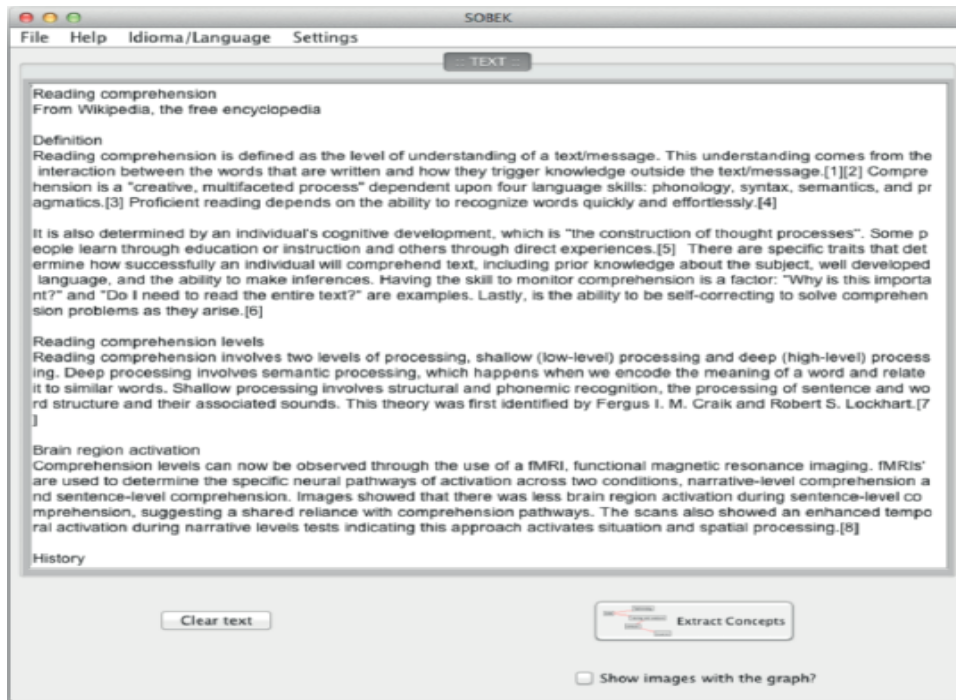 SOBEK
File Help Idioma/Language Settings
:: TEXT ::
Reading comprehension
From Wikipedia, the free encyclopedia
Definition
Reading comprehension is defined as the level of understanding of a text/message. This understanding comes from the
interaction between the words that are written and how they trigger knowledge outside the text/message.[1][2] Compre
hension is a "creative, multifaceted process" dependent upon four language skills: phonology, syntax, semantics, and pr
agmatics.[3] Proficient reading depends on the ability to recognize words quickly and effortlessly.[4]
It is also determined by an individual's cognitive development, which is "the construction of thought processes". Some p
eople learn through education or instruction and others through direct experiences.[5] There are specific traits that det
ermine how successfully an individual will comprehend text, including prior knowledge about the subject, well developed
language, and the ability to make inferences. Having the skill to monitor comprehension is a factor: "Why is this importa
nt?" and "Do I need to read the entire text?" are examples. Lastly, is the ability to be self-correcting to solve comprehen
sion problems as they arise.[6]
Reading comprehension levels
Reading comprehension involves two levels of processing, shallow (low-level) processing and deep (high-level) process
ing. Deep processing involves semantic processing, which happens when we encode the meaning of a word and relate
it to similar words. Shallow processing involves structural and phonemic recognition, the processing of sentence and wo
rd structure and their associated sounds. This theory was first identified by Fergus I. M. Craik and Robert S. Lockhart.[7
]
Brain region activation
Comprehension levels can now be observed through the use of a fMRI, functional magnetic resonance imaging. fMRIs'
are used to determine the specific neural pathways of activation across two conditions, narrative-level comprehension a
nd sentence-level comprehension. Images showed that there was less brain region activation during sentence-level co
mprehension, suggesting a shared reliance with comprehension pathways. The scans also showed an enhanced tempo
ral activation during narrative levels tests indicating this approach activates situation and spatial processing.[8]
History
Clear text
Extract Concepts
Show images with the graph?